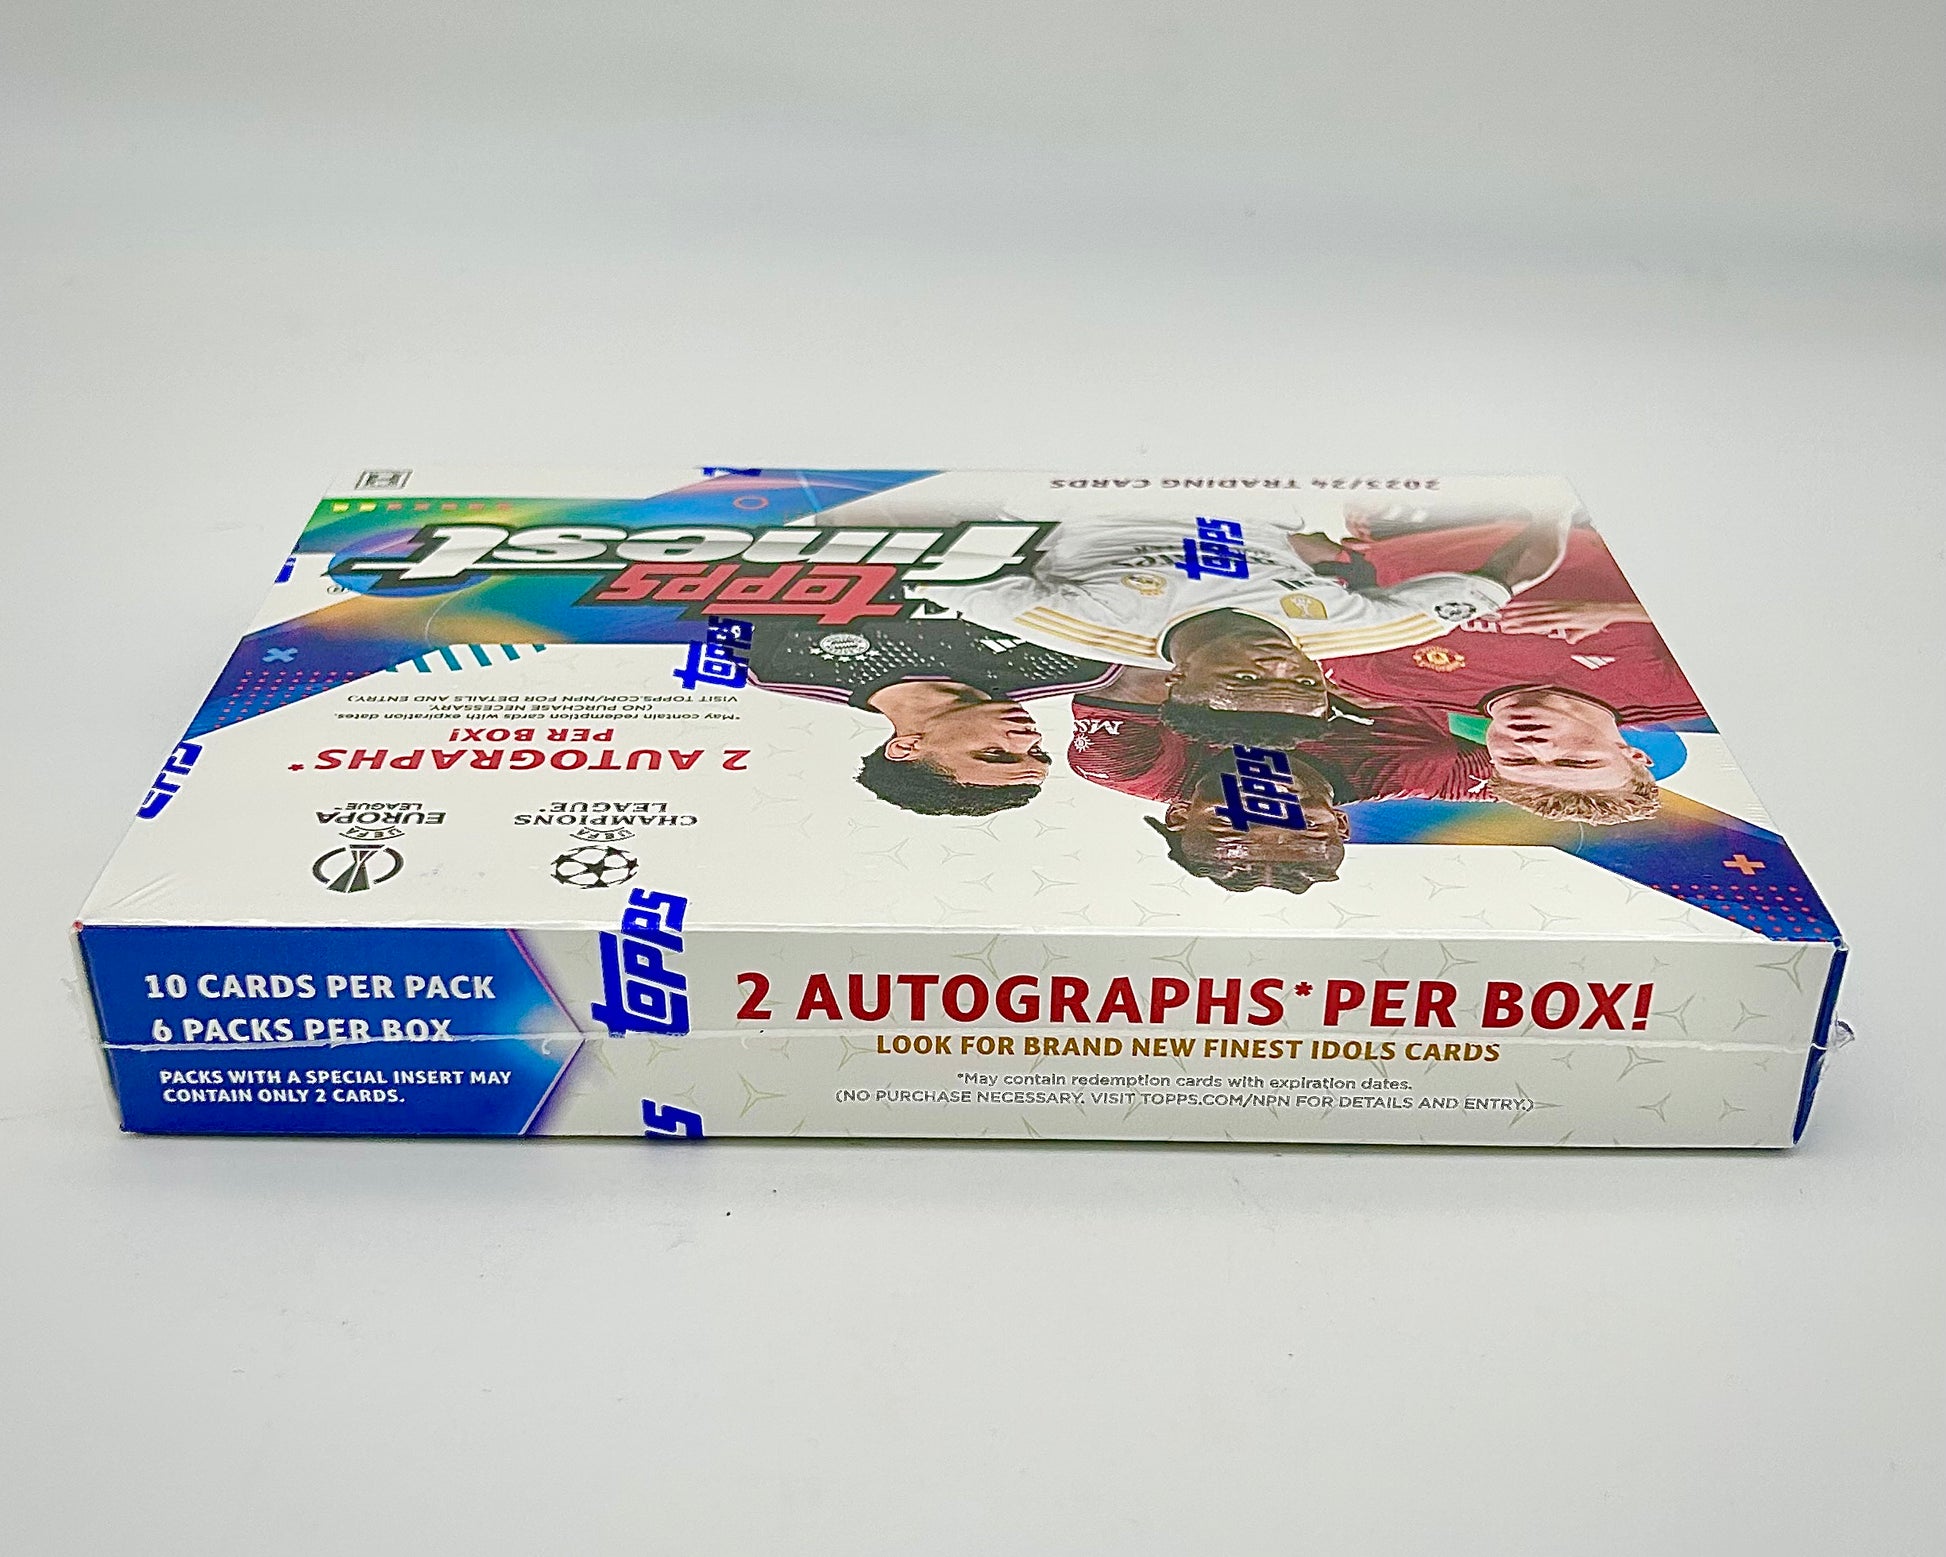 2023/24 TRADING CARDS
topps
finest
®
topps
topps
topps
VISIT TOPPS.COM/NPN FOR DETAILS AND ENTRY.)
(NO PURCHASE NECESSARY.
*May contain redemption cards with expiration dates.
2 AUTOGRAPHS*
PER BOX!
UEFA
CHAMPIONS
LEAGUE®
UEFA
EUROPA
LEAGUE®
topps
10 CARDS PER PACK
6 PACKS PER BOX
PACKS WITH A SPECIAL INSERT MAY
CONTAIN ONLY 2 CARDS.
2 AUTOGRAPHS* PER BOX!
LOOK FOR BRAND NEW FINEST IDOLS CARDS
*May contain redemption cards with expiration dates.
(NO PURCHASE NECESSARY. VISIT TOPPS.COM/NPN FOR DETAILS AND ENTRY.)